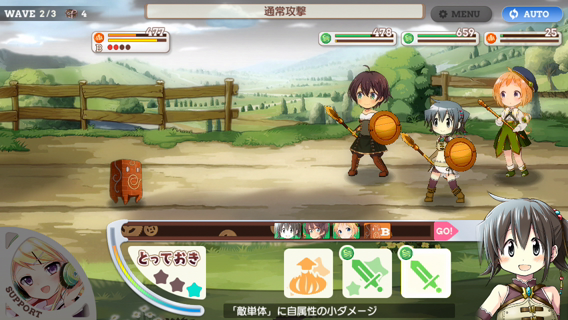 WAVE 2/3 4
通常攻撃
MENU
AUTO
477
B
478
659
25
B
GO!
とっておき
SUPPORT
「敵単体」に自属性の小ダメージ